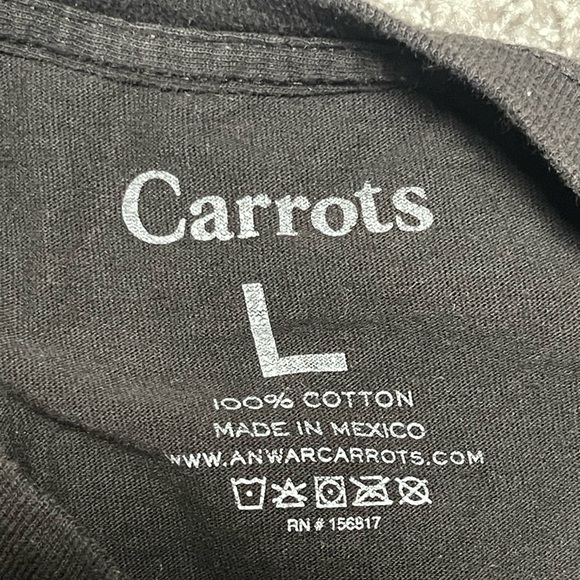 Carrots
L
100% COTTON
MADE IN MEXICO
WWW.ANWARCARROTS.COM
RN # 156817